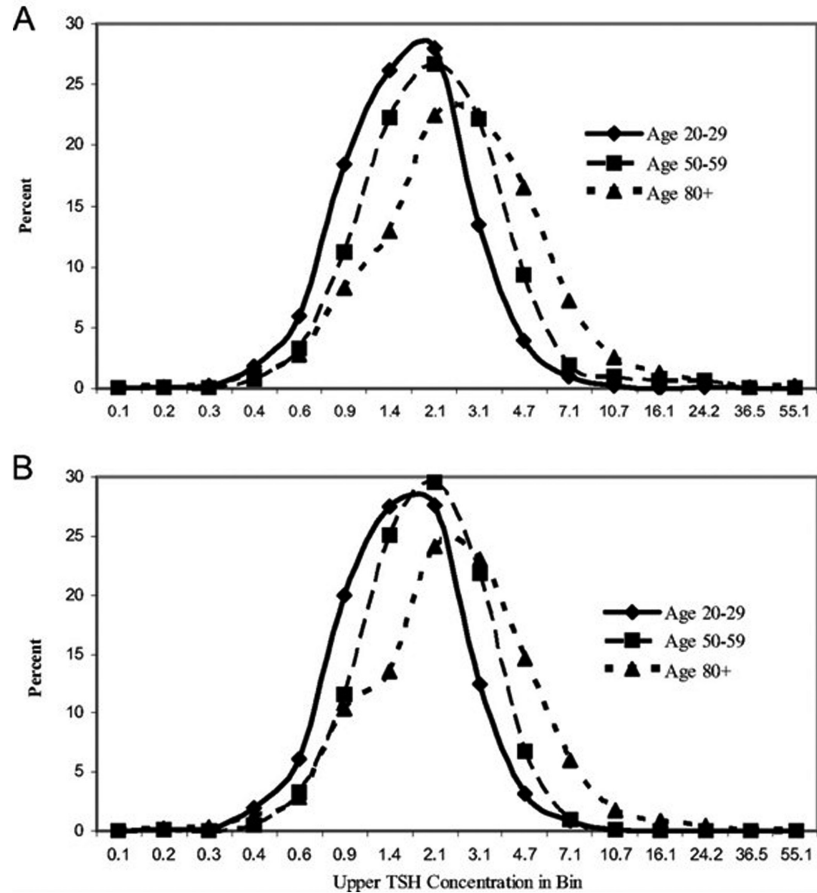 A
30
25
20
15
10
5
0
Percent
Age 20-29
Age 50-59
Age 80+
0.1 0.2 0.3 0.4 0.6 0.9 1.4 2.1 3.1 4.7 7.1 10.7 16.1 24.2 36.5 55.1
B
30
25
20
15
10
5
0
Percent
Age 20-29
Age 50-59
Age 80+
0.1 0.2 0.3 0.4 0.6 0.9 1.4 2.1 3.1 4.7 7.1 10.7 16.1 24.2 36.5 55.1
Upper TSH Concentration in Bin